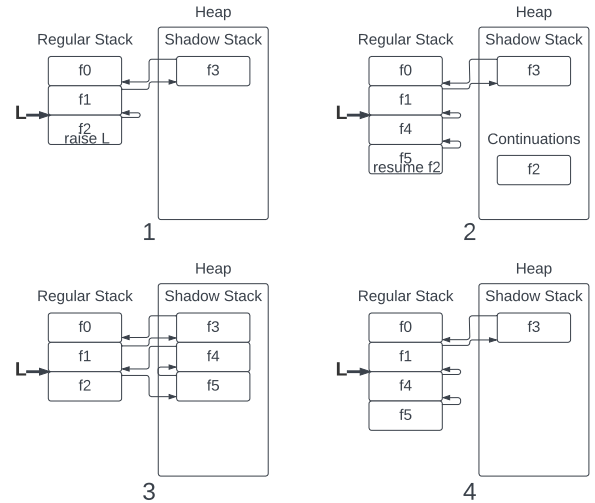 Heap
Regular Stack Shadow Stack
f0 f3
f1
L
f2
raise L
1
Heap
Regular Stack Shadow Stack
f0 f3
f1
L
f4
Continuations
f5
resume f2
f2
2
Heap
Regular Stack Shadow Stack
f0 f3
f1 f4
L
f2 f5
3
Heap
Regular Stack Shadow Stack
f0 f3
f1
L
f4
f5
4